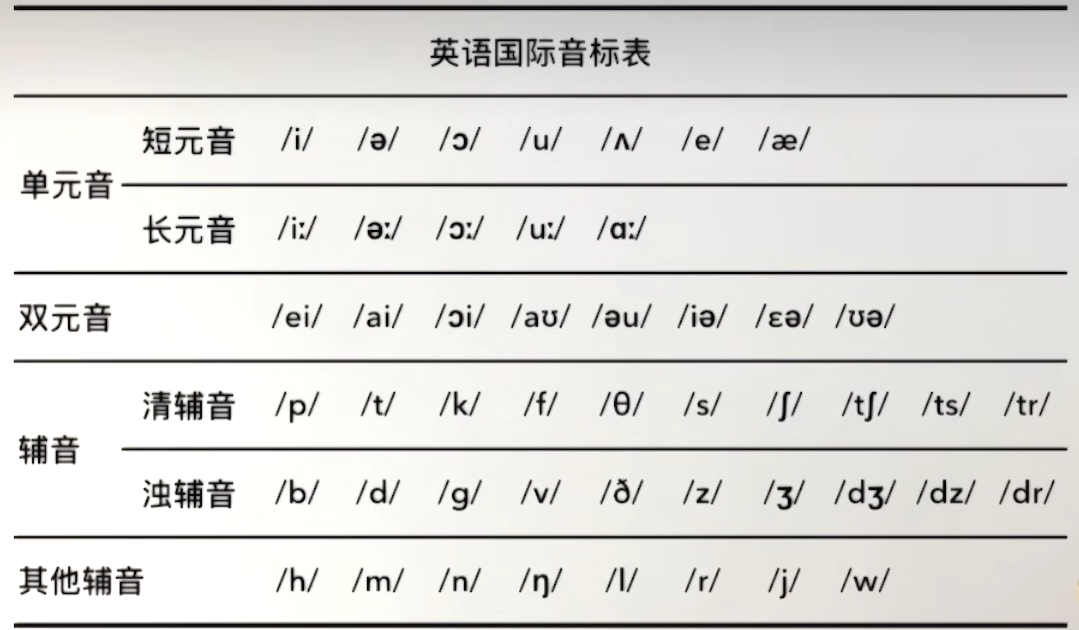 英语国际音标表
单元音
短元音 /i/ /ə/ /ɔ/ /u/ /ʌ/ /e/ /æ/
长元音 /iː/ /əː/ /ɔː/ /uː/ /ɑː/
双元音 /ei/ /ai/ /ɔi/ /aʊ/ /əu/ /iə/ /ɛə/ /ʊə/
辅音
清辅音 /p/ /t/ /k/ /f/ /θ/ /s/ /ʃ/ /tʃ/ /ts/ /tr/
浊辅音 /b/ /d/ /g/ /v/ /ð/ /z/ /ʒ/ /dʒ/ /dz/ /dr/
其他辅音 /h/ /m/ /n/ /ŋ/ /l/ /r/ /j/ /w/